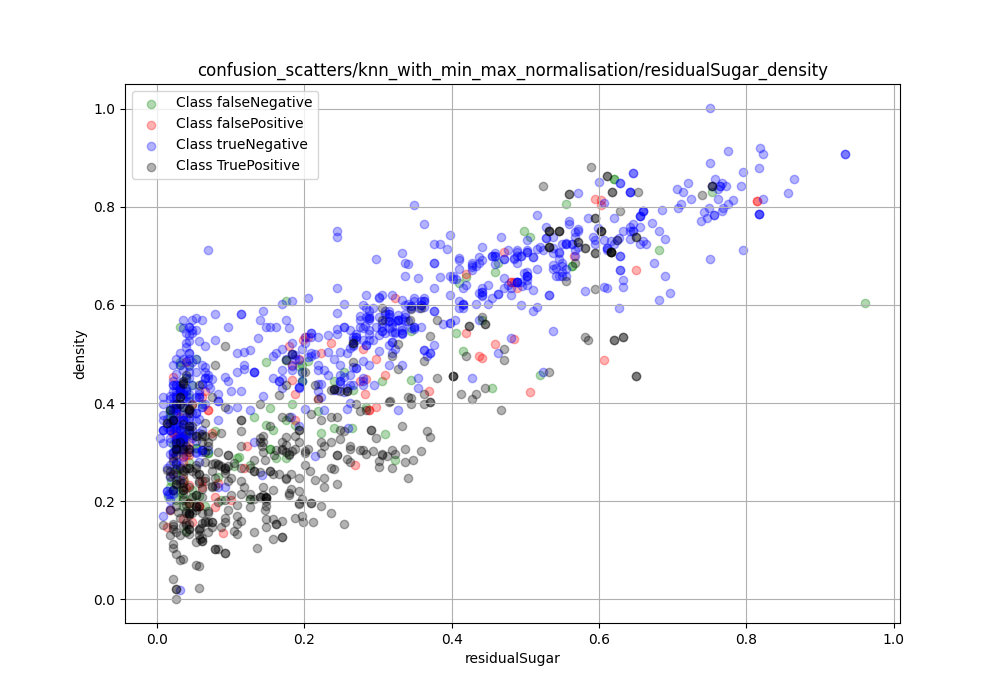 confusion_scatters/knn_with_min_max_normalisation/residualSugar_density
Class falseNegative
Class falsePositive
Class trueNegative
Class TruePositive
1.0
0.8
0.6
0.4
0.2
0.0
density
0.0 0.2 0.4 0.6 0.8 1.0
residualSugar